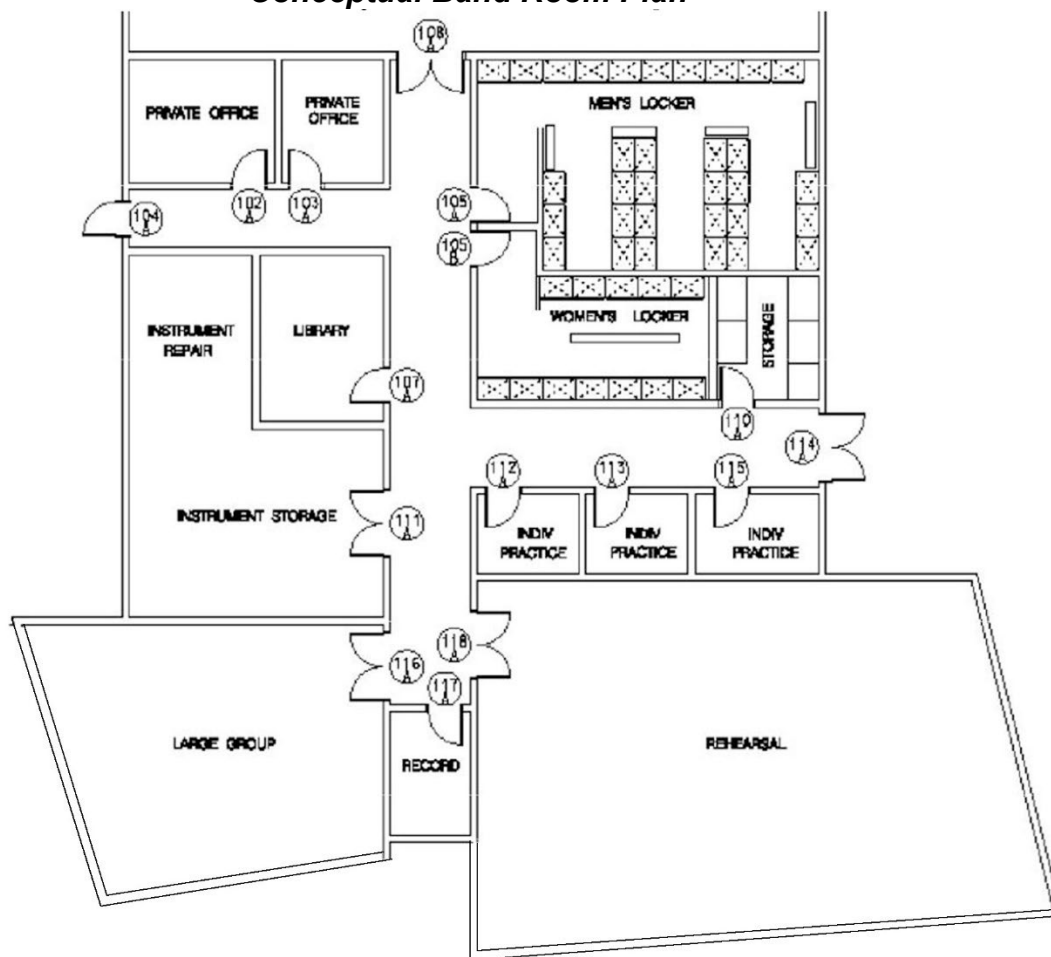 Conceptual Band Room Plan
108
A
PRIVATE OFFICE
PRIVATE
OFFICE
MEN'S LOCKER
102
A
103
A
104
A
105
A
105
B
INSTRUMENT
REPAIR
LIBRARY
WOMEN'S LOCKER
STORAGE
107
A
110
A
114
A
112
A
113
A
115
A
INSTRUMENT STORAGE
111
A
INDIV
PRACTICE
INDIV
PRACTICE
INDIV
PRACTICE
116
A
118
A
117
A
LARGE GROUP
RECORD
REHEARSAL